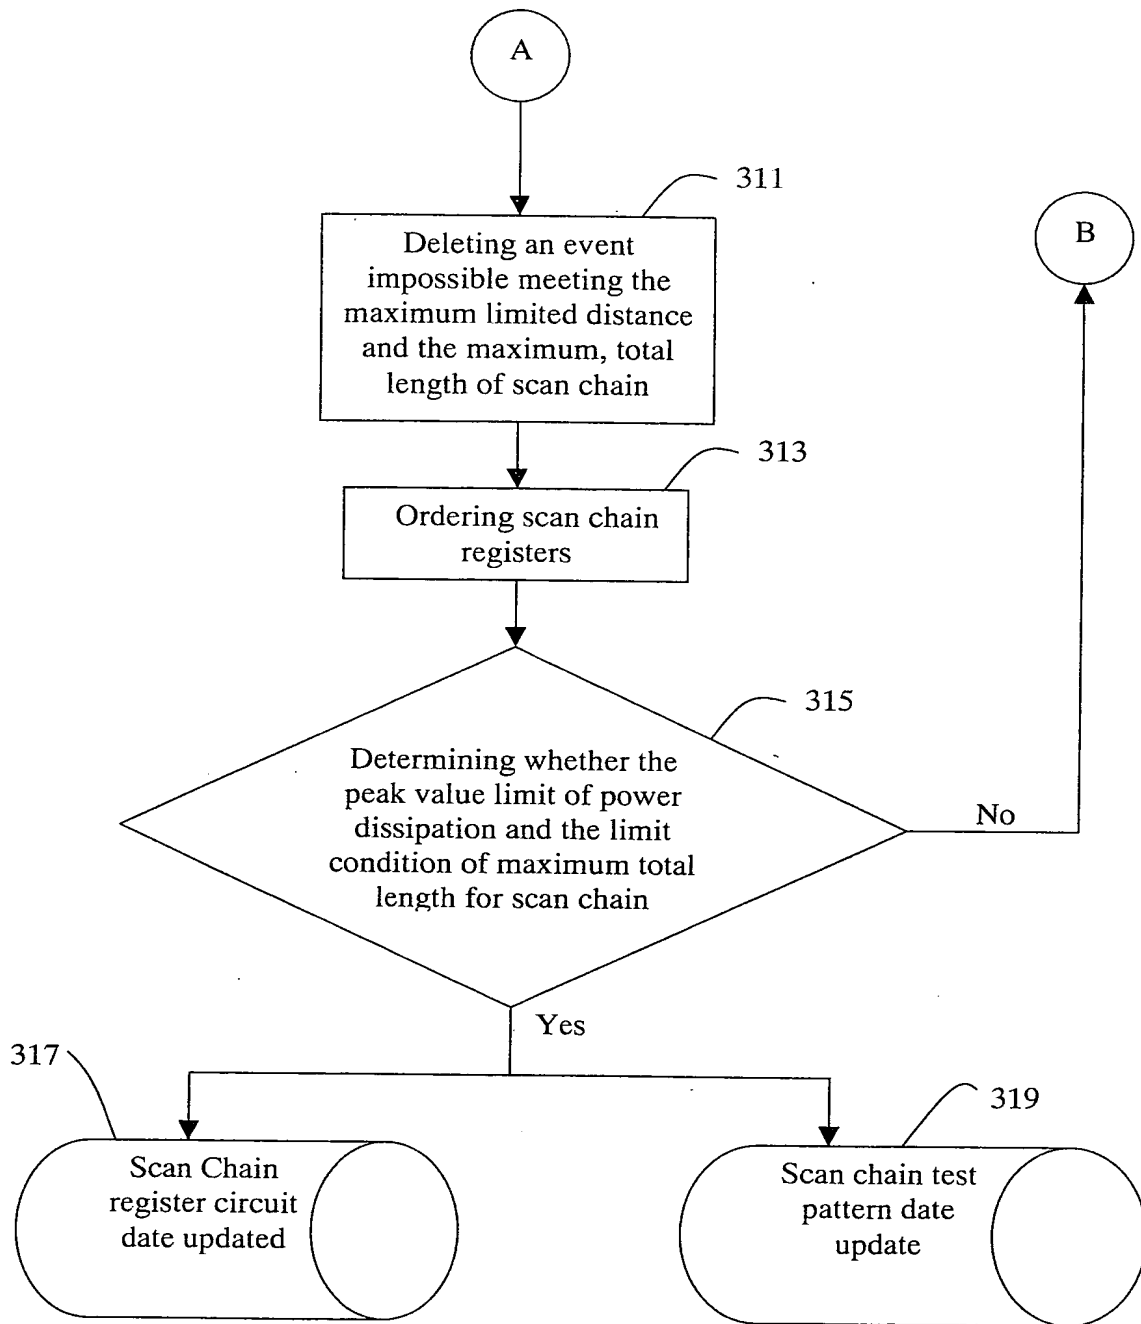 A
311
Deleting an event
impossible meeting the
maximum limited distance
and the maximum, total
length of scan chain
B
313
Ordering scan chain
registers
315
Determining whether the
peak value limit of power
dissipation and the limit
condition of maximum total
length for scan chain
No
Yes
317
Scan Chain
register circuit
date updated
319
Scan chain test
pattern date
update